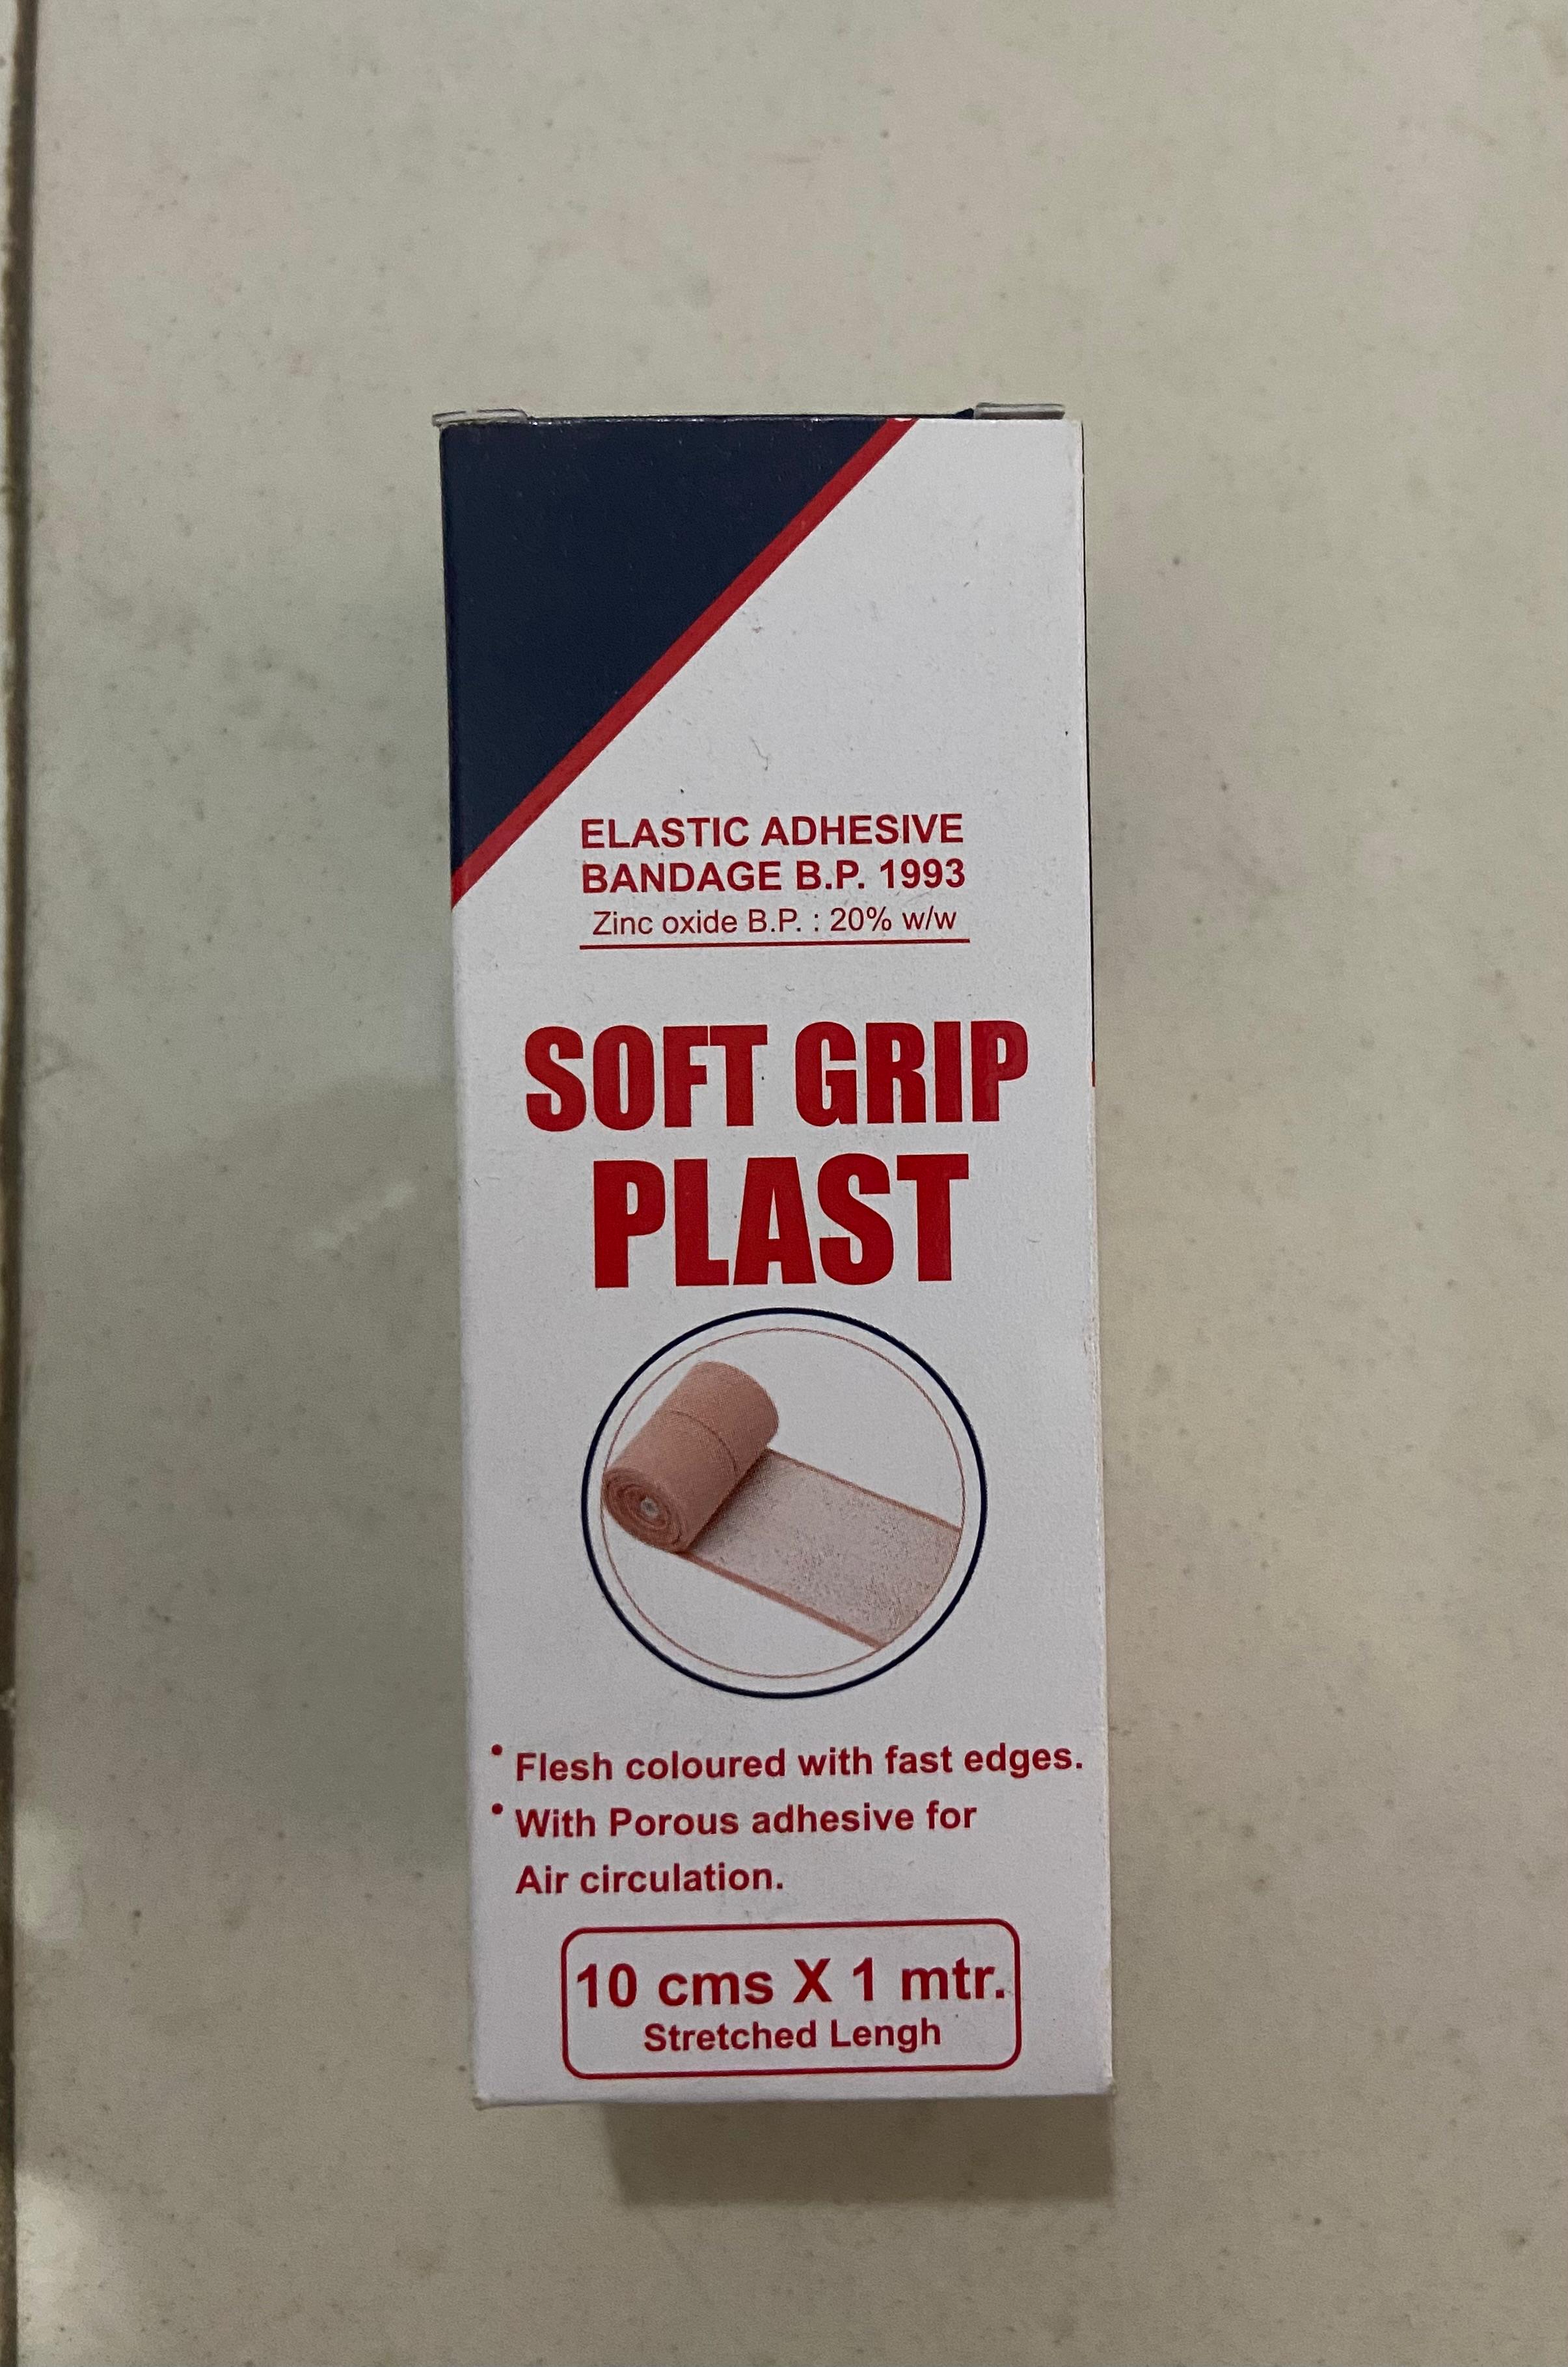 ELASTIC ADHESIVE
BANDAGE B.P. 1993
Zinc oxide B.P. : 20% w/w
SOFT GRIP
PLAST
• Flesh coloured with fast edges.
• With Porous adhesive for
Air circulation.
10 cms X 1 mtr.
Stretched Lengh